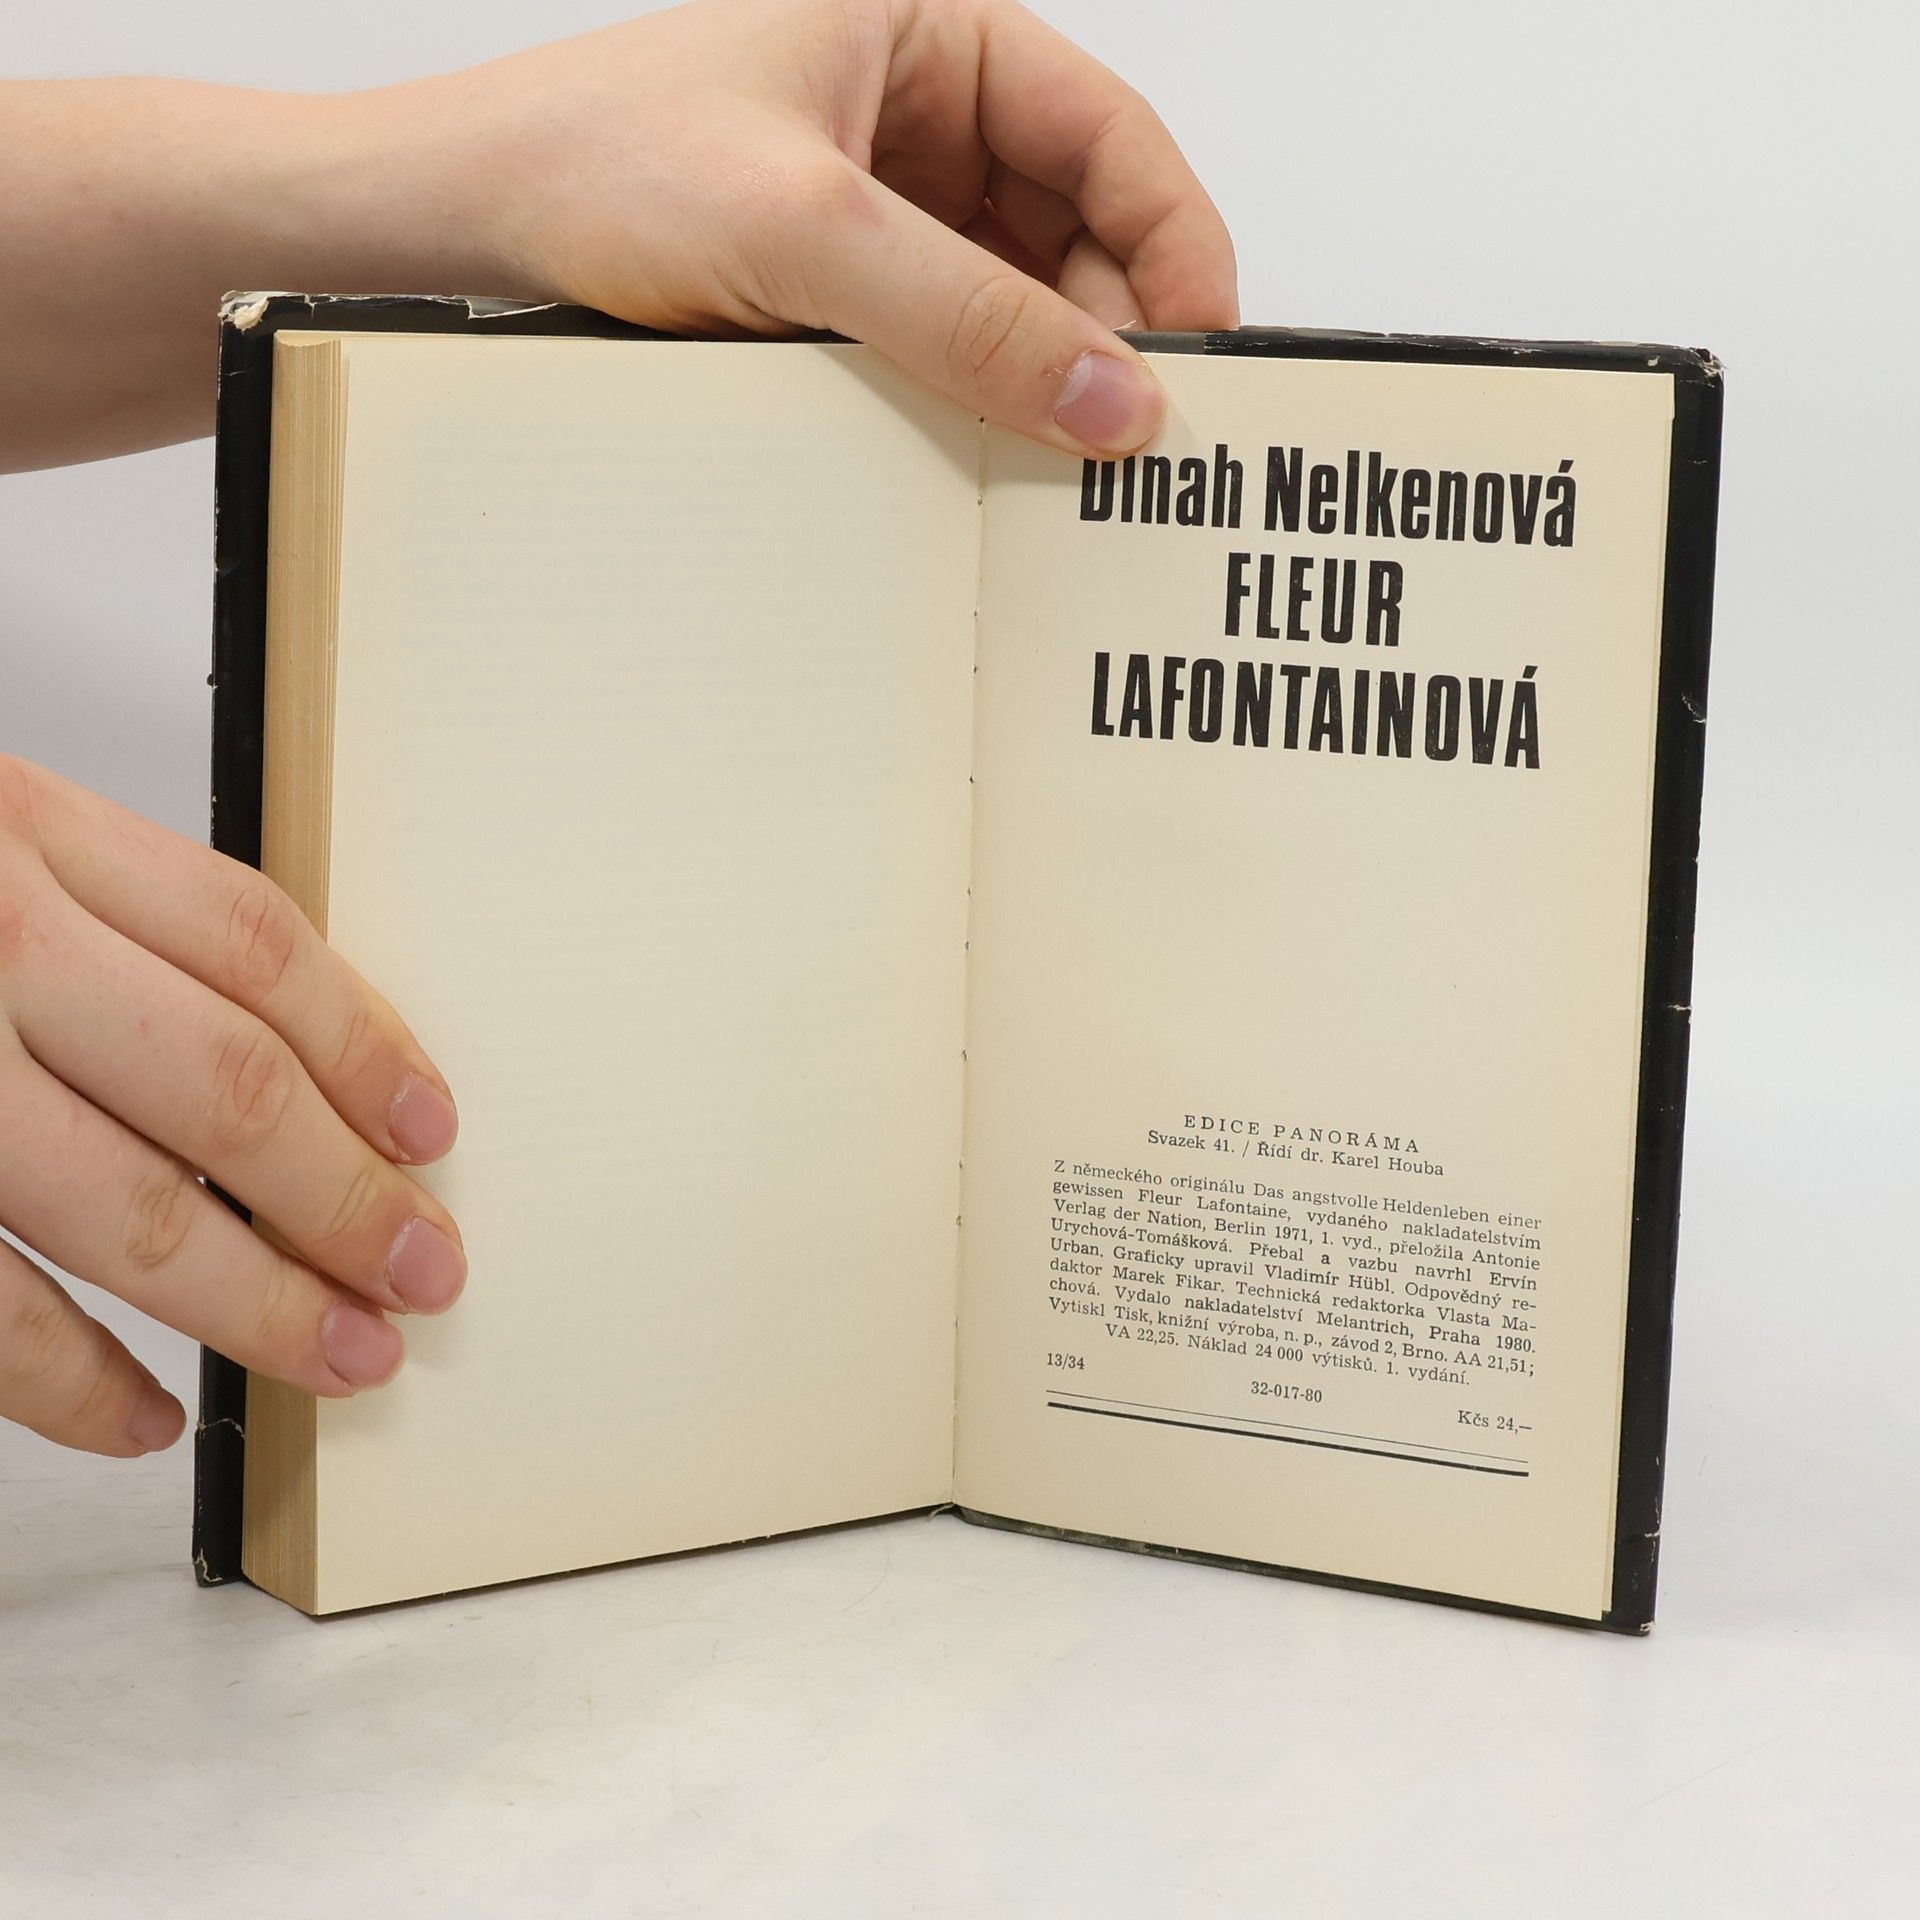 Dinah Nelkenová
FLEUR
LAFONTAINOVÁ
EDICE PANORÁMA
Svazek 41. / Řídí dr. Karel Houba
Z německého originálu Das angstvolle Heldenleben einer
gewissen Fleur Lafontaine, vydaného nakladatelstvím
Verlag der Nation, Berlin 1971, 1. vyd., přeložila Antonie
Urychová-Tomášková. Přebal a vazbu navrhl Ervín
Urban. Graficky upravil Vladimír Hübl. Odpovědný re-
daktor Marek Fikar. Technická redaktorka Vlasta Ma-
chová. Vydalo nakladatelství Melantrich, Praha 1980.
Vytiskl Tisk, knižní výroba, n. p., závod 2, Brno. AA 21,51;
VA 22,25. Náklad 24 000 výtisků. 1. vydání.
13/34
32-017-80
Kčs 24,—